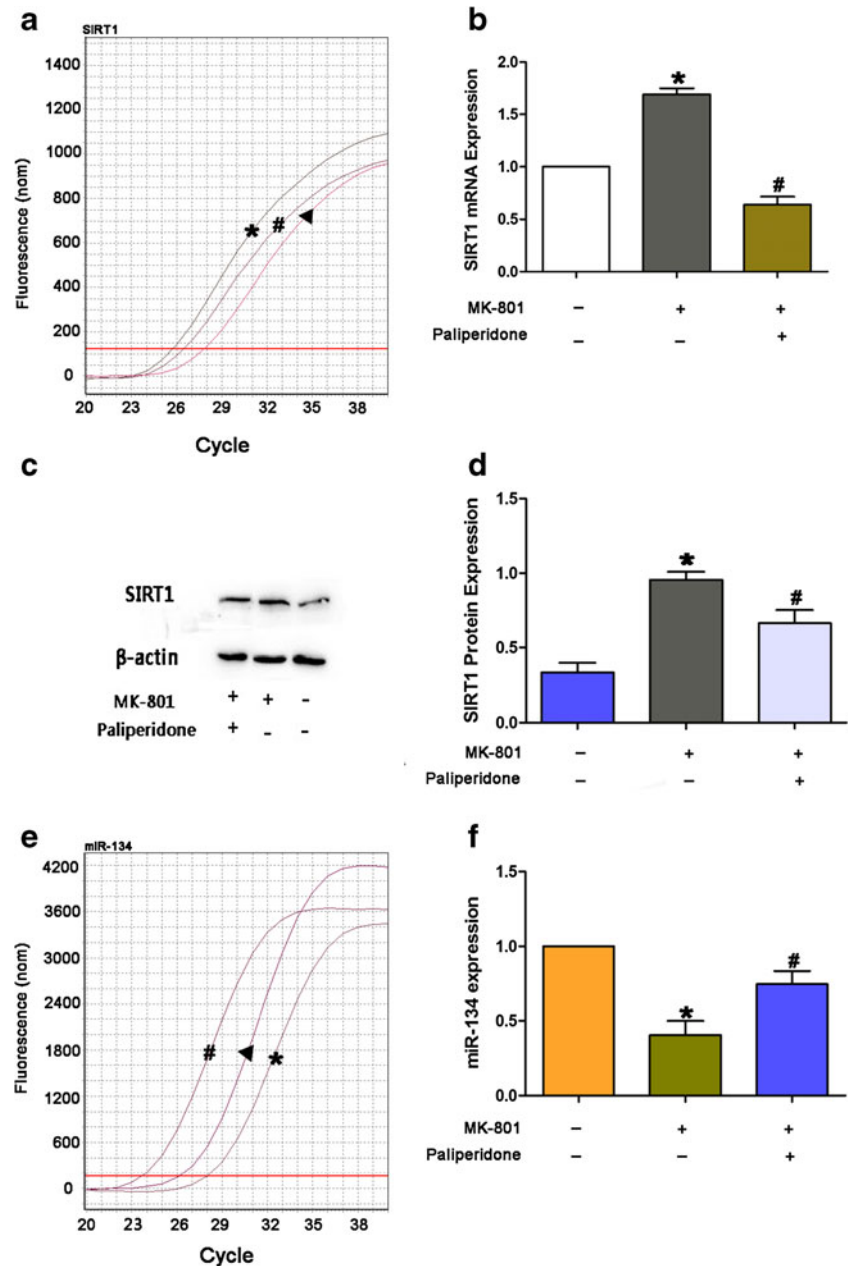 a
SIRT1
Fluorescence (nom)
1400
1200
1000
800
600
400
200
0
20 23 26 29 32 35 38
Cycle
* # ◀
b
SIRT1 mRNA Expression
2.0
1.5
1.0
0.5
0.0
*
#
MK-801 – + +
Paliperidone – – +
c
SIRT1
β-actin
MK-801 + + –
Paliperidone + – –
d
SIRT1 Protein Expression
1.5
1.0
0.5
0.0
*
#
MK-801 – + +
Paliperidone – – +
e
miR-134
Fluorescence (nom)
4200
3600
3000
2400
1800
1200
600
0
20 23 26 29 32 35 38
Cycle
# ◀ *
f
miR-134 expression
1.5
1.0
0.5
0.0
*
#
MK-801 – + +
Paliperidone – – +